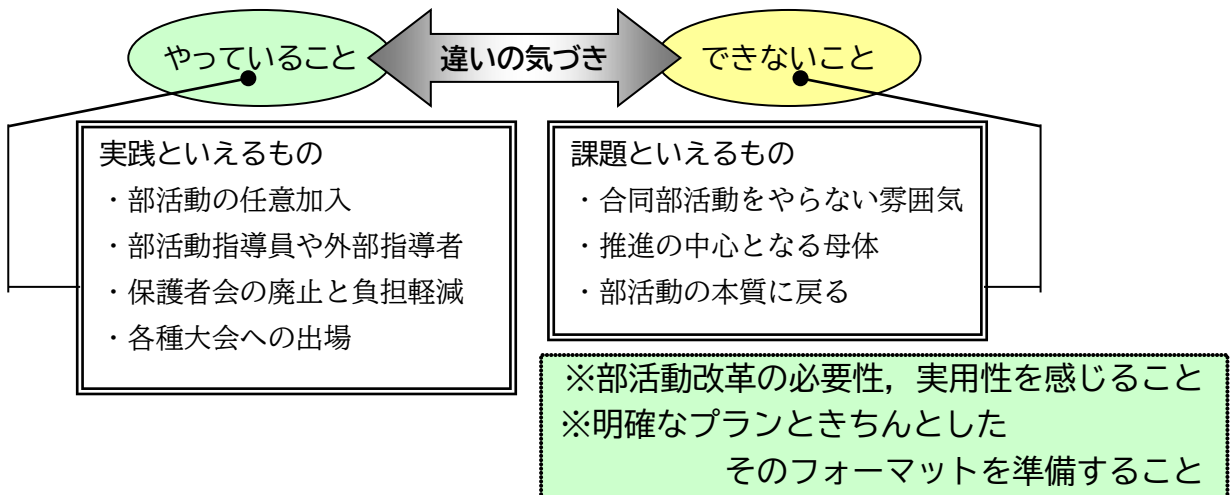 やっていること
違いの気づき
できないこと
実践といえるもの
・部活動の任意加入
・部活動指導員や外部指導者
・保護者会の廃止と負担軽減
・各種大会への出場
課題といえるもの
・合同部活動をやらない雰囲気
・推進の中心となる母体
・部活動の本質に戻る
※部活動改革の必要性，実用性を感じること
※明確なプランときちんとした
そのフォーマットを準備すること